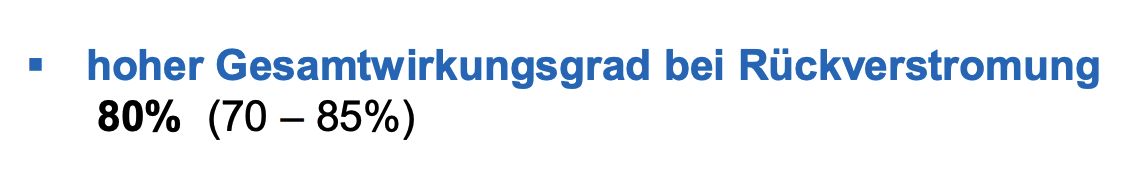 ▪ hoher Gesamtwirkungsgrad bei Rückverstromung
80% (70 – 85%)